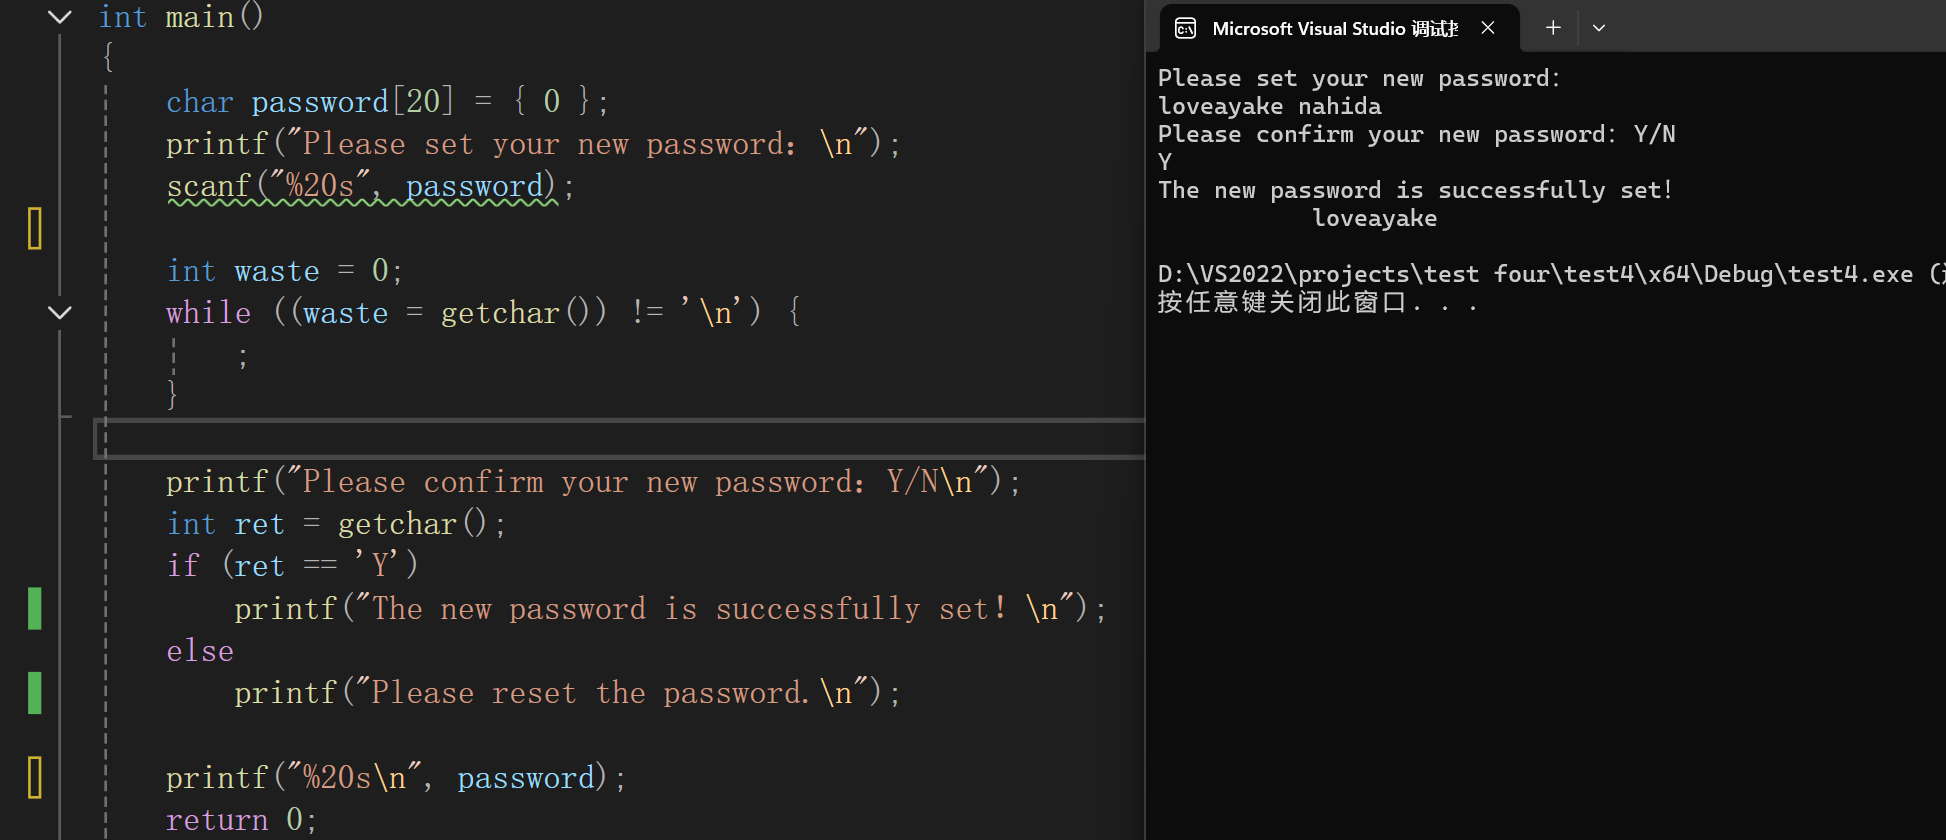 int main()
{
char password[20] = { 0 };
printf("Please set your new password：\n");
scanf("%20s", password);
int waste = 0;
while ((waste = getchar()) != '\n') {
;
}
printf("Please confirm your new password：Y/N\n");
int ret = getchar();
if (ret == 'Y')
printf("The new password is successfully set！\n");
else
printf("Please reset the password.\n");
printf("%20s\n", password);
return 0;
Microsoft Visual Studio 调试
Please set your new password：
loveayake nahida
Please confirm your new password：Y/N
Y
The new password is successfully set！
loveayake
D:\VS2022\projects\test four\test4\x64\Debug\test4.exe (
按任意键关闭此窗口. . .